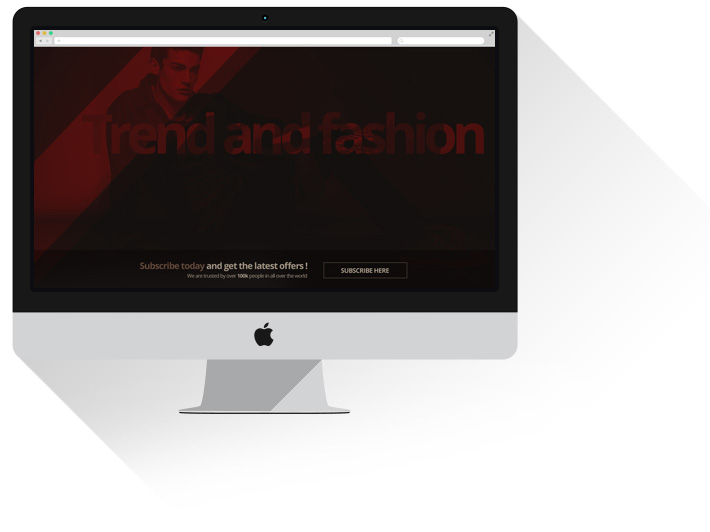 Trend and fashion
Subscribe today and get the latest offers !
We are trusted by over 100k people in all over the world
SUBSCRIBE HERE